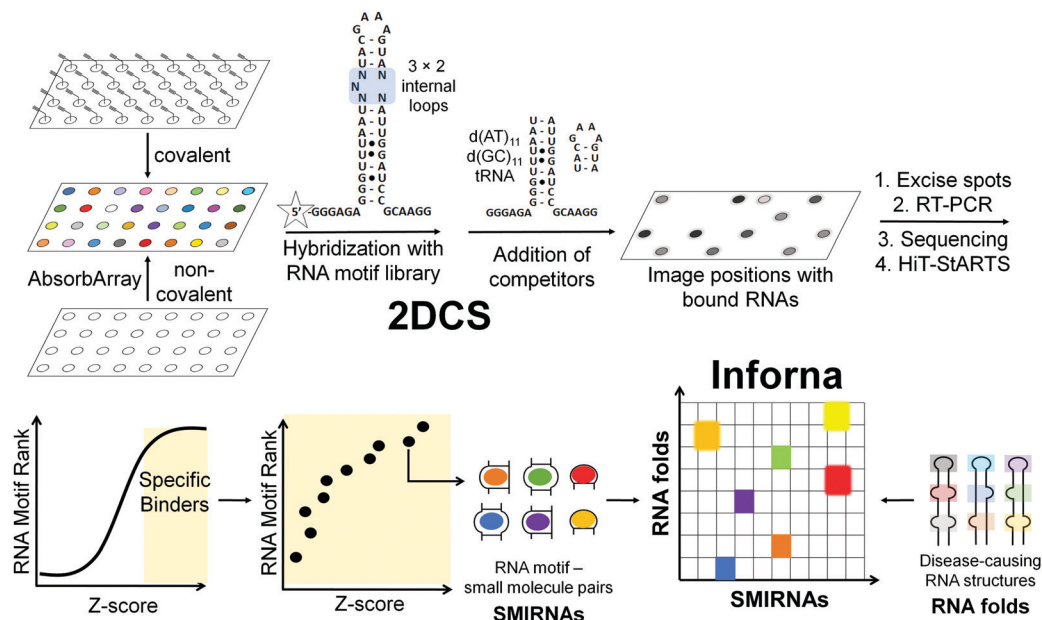 covalent
AbsorbArray
non-
covalent
A
A
G
A
C
G
A - U
U - A
N
N
N
N
N
3 × 2
internal
loops
U - A
A - U
A - U
U ● G
U ● G
U - A
U ● G
G - C
G - C
5'
-GGGAGA
GCAAGG
Hybridization with
RNA motif library
2DCS
d(AT)11
d(GC)11
tRNA
GGGAGA
GCAAGG
Addition of
competitors
Image positions with
bound RNAs
1. Excise spots
2. RT-PCR
3. Sequencing
4. HiT-StARTS
RNA Motif Rank
Specific
Binders
Z-score
RNA Motif Rank
Z-score
RNA motif –
small molecule pairs
SMIRNAs
Inforna
RNA folds
SMIRNAs
Disease-causing
RNA structures
RNA folds